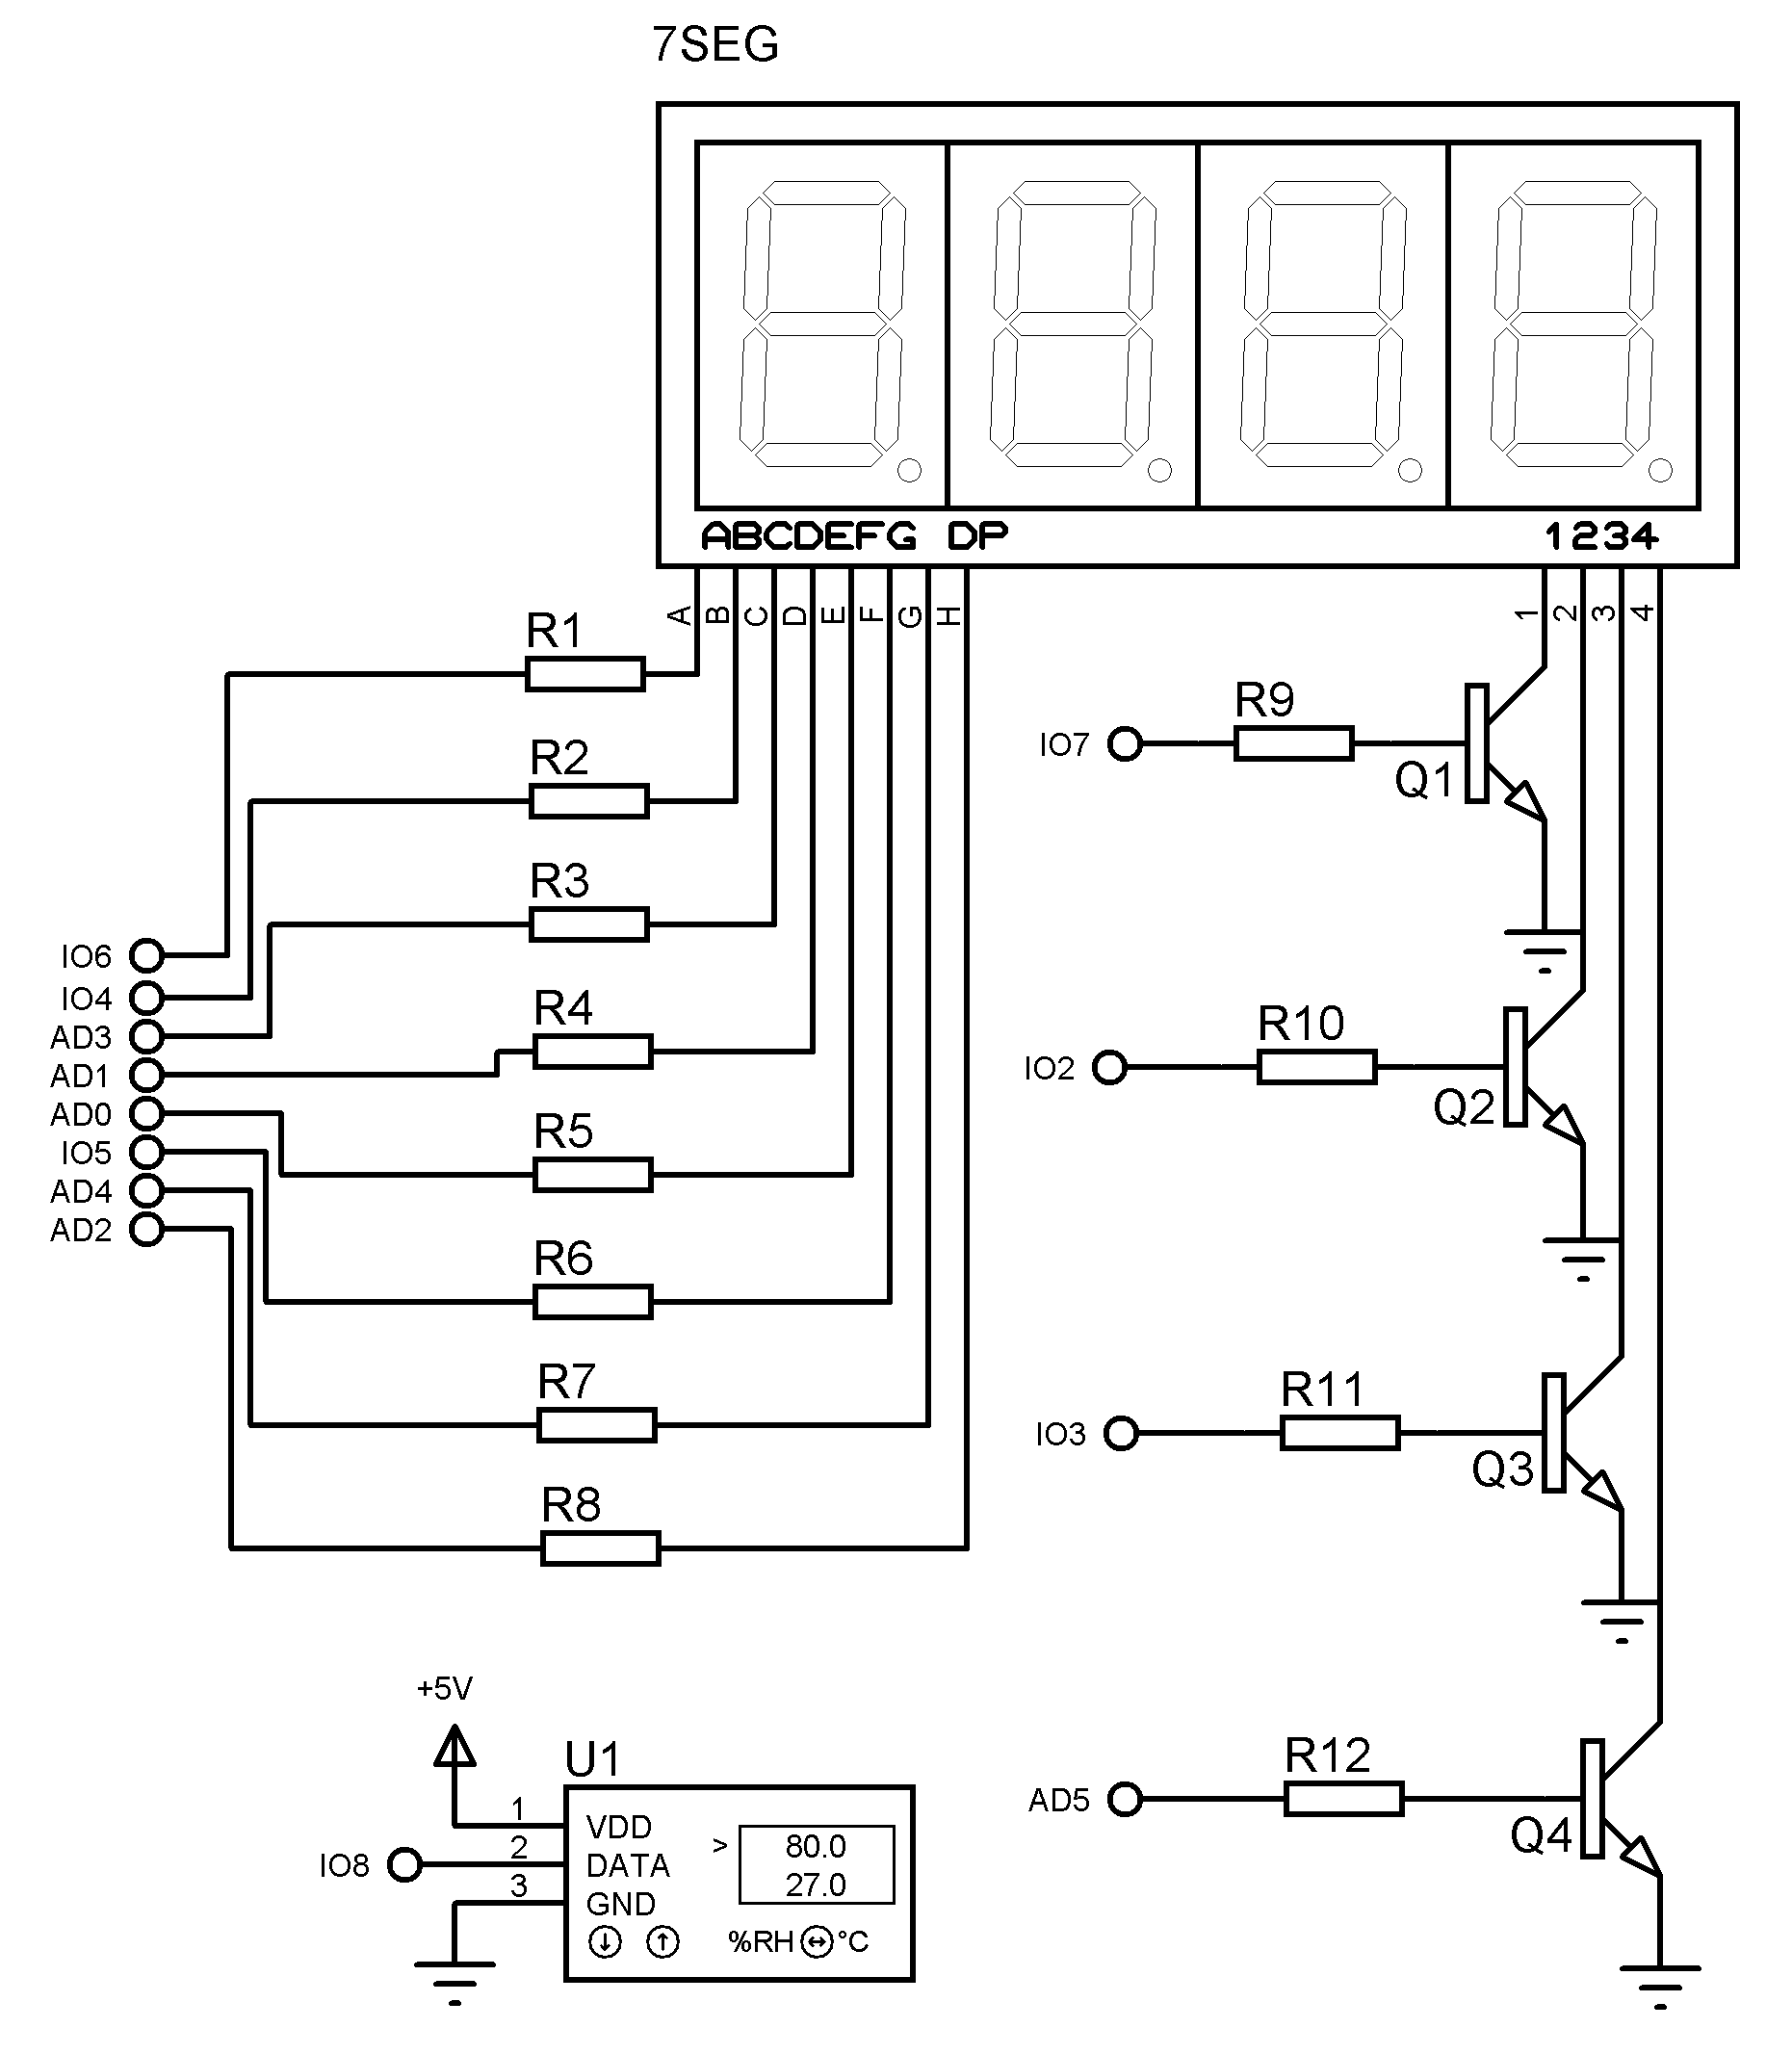 7SEG
ABCDEFG DP
1234
A B C D E F G H
1 2 3 4
R1
R2
R3
R4
R5
R6
R7
R8
IO6
IO4
AD3
AD1
AD0
IO5
AD4
AD2
IO7
R9
Q1
IO2
R10
Q2
IO3
R11
Q3
AD5
R12
Q4
+5V
U1
1 VDD
2 DATA
3 GND
IO8
> 80.0
27.0
%RH °C